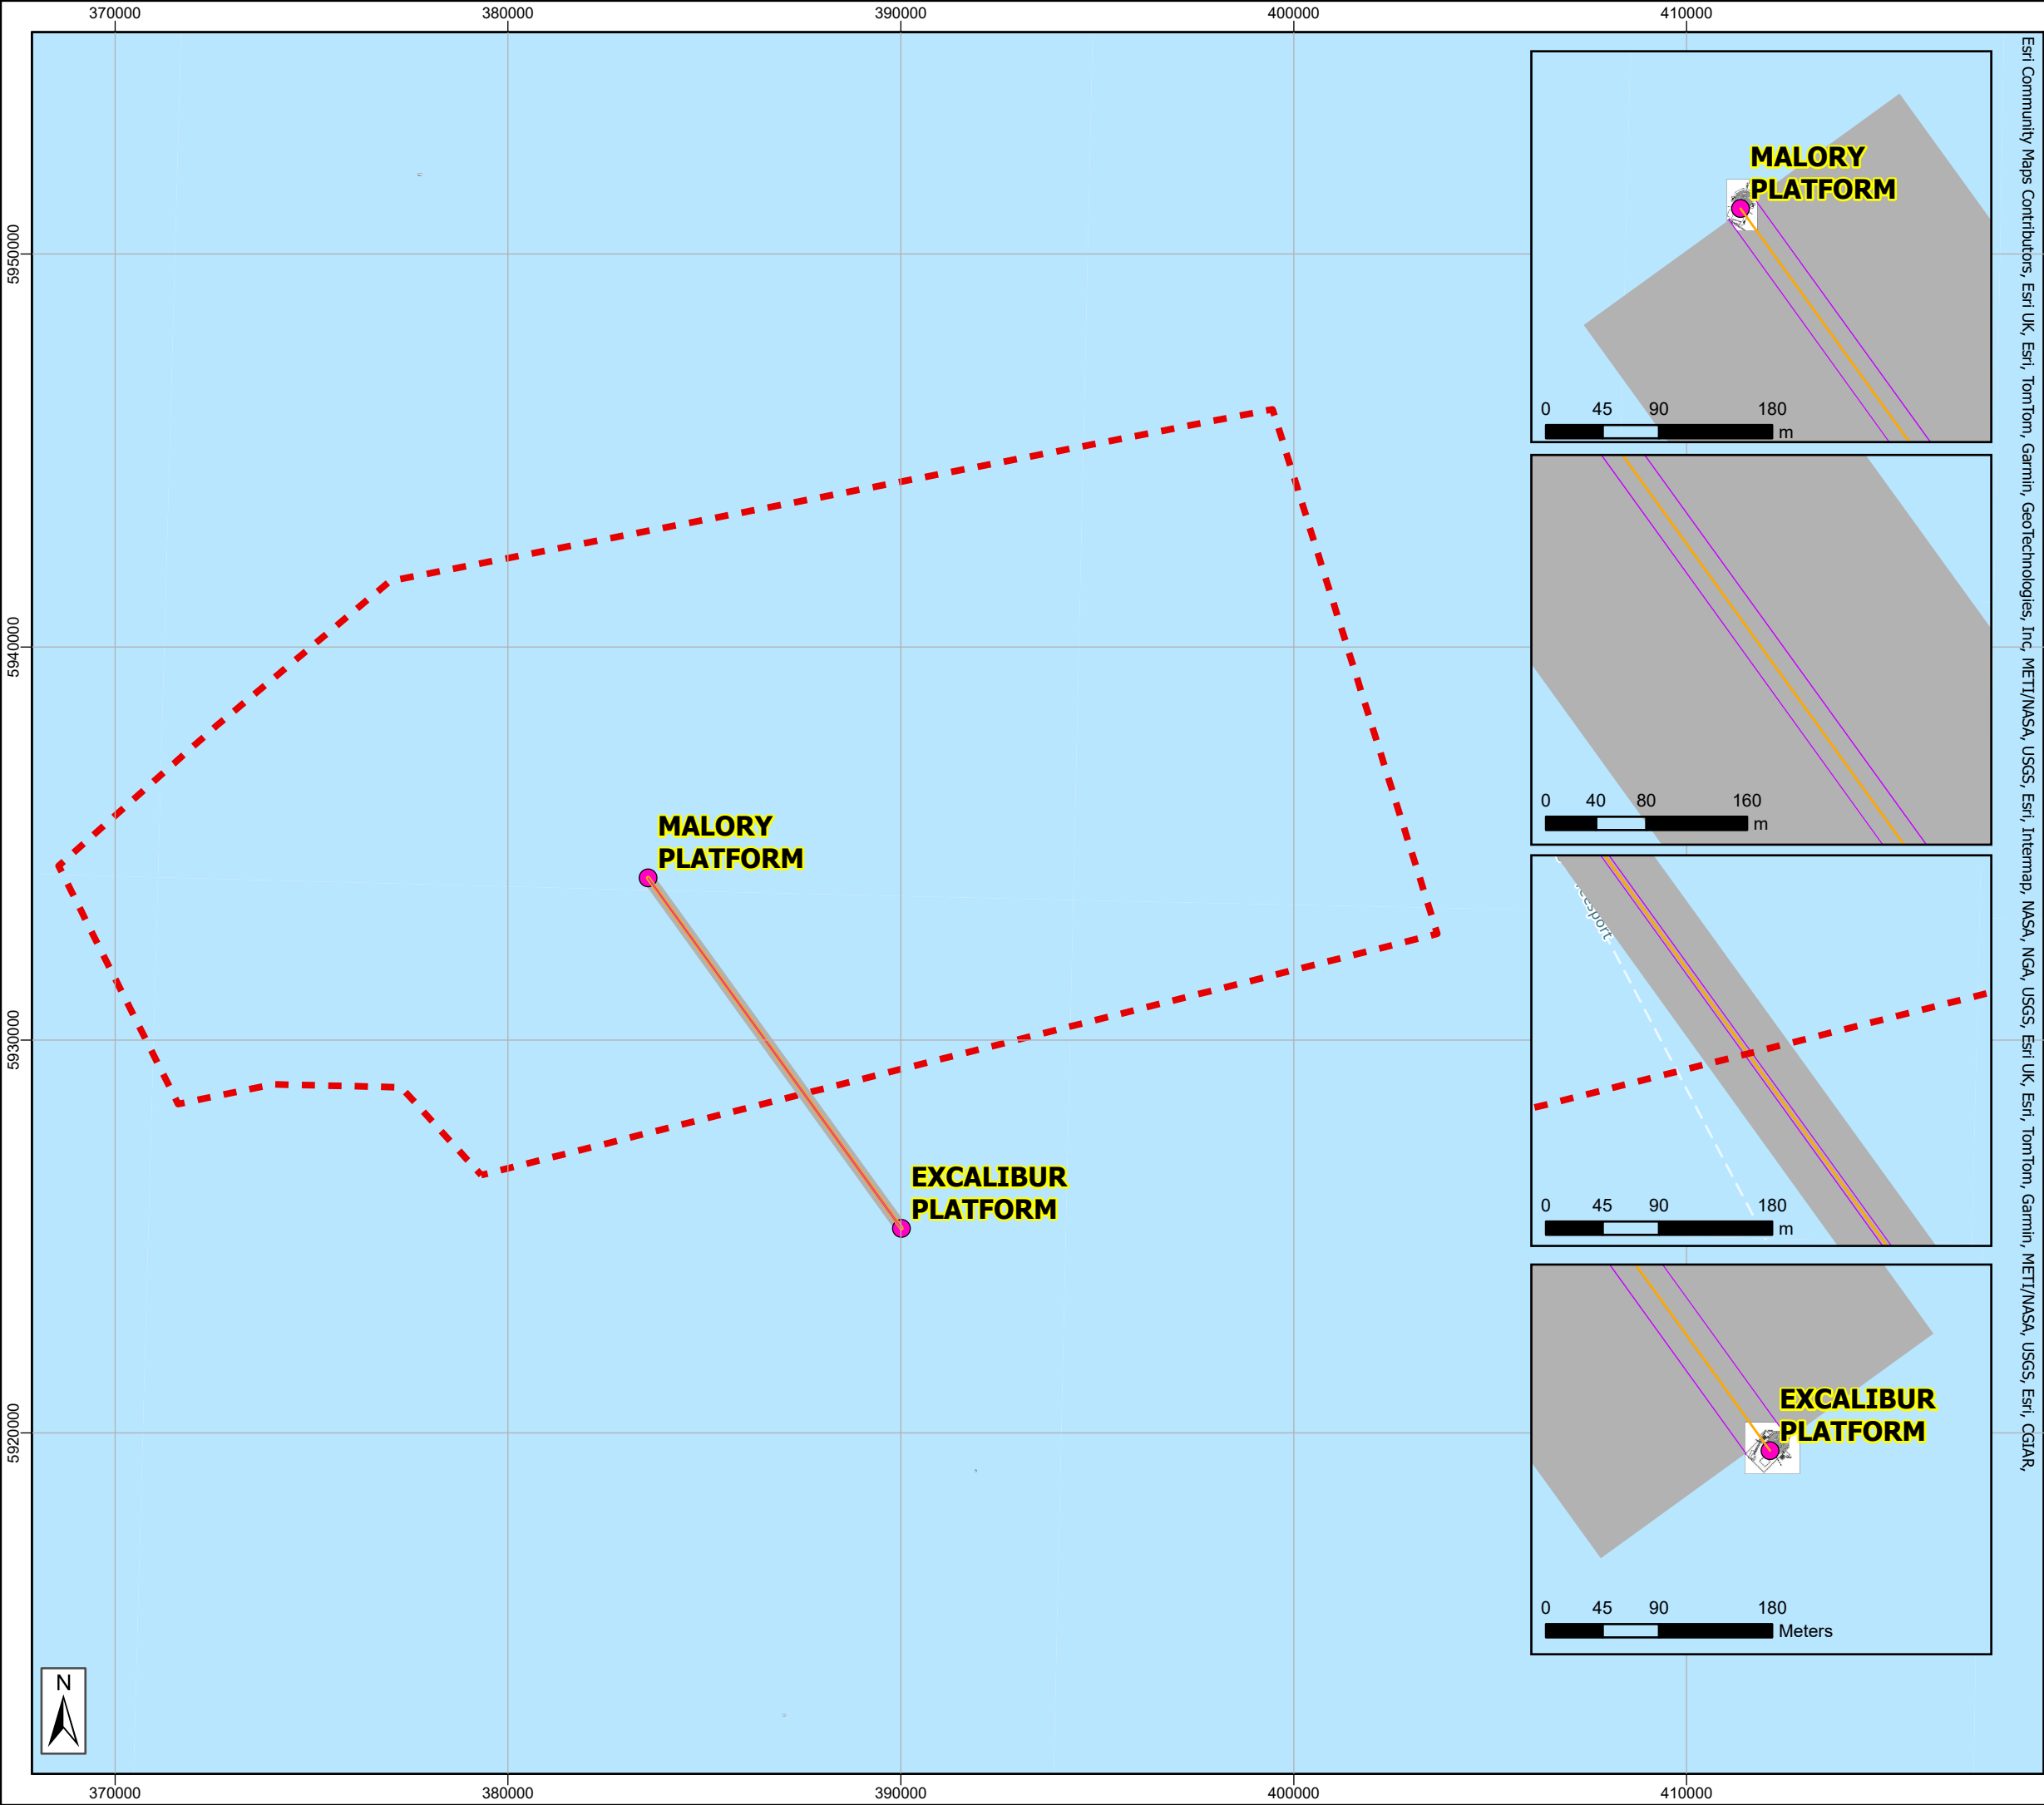 370000
380000
390000
400000
410000
5950000
5940000
5930000
5920000
MALORY
PLATFORM
EXCALIBUR
PLATFORM
N
370000
380000
390000
400000
410000
MALORY
PLATFORM
0 45 90 180
m
0 40 80 160
m
esport
0 45 90 180
m
EXCALIBUR
PLATFORM
0 45 90 180
Meters
Esri Community Maps Contributors, Esri UK, Esri, TomTom, Garmin, GeoTechnologies, Inc, METI/NASA, USGS, Esri, Intermap, NASA, NGA, USGS, Esri UK, Esri, TomTom, Garmin, METI/NASA, USGS, Esri, CGIAR,